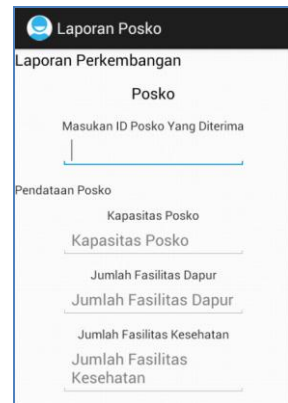 Laporan Posko
Laporan Perkembangan
Posko
Masukan ID Posko Yang Diterima
Pendataan Posko
Kapasitas Posko
Kapasitas Posko
Jumlah Fasilitas Dapur
Jumlah Fasilitas Dapur
Jumlah Fasilitas Kesehatan
Jumlah Fasilitas
Kesehatan